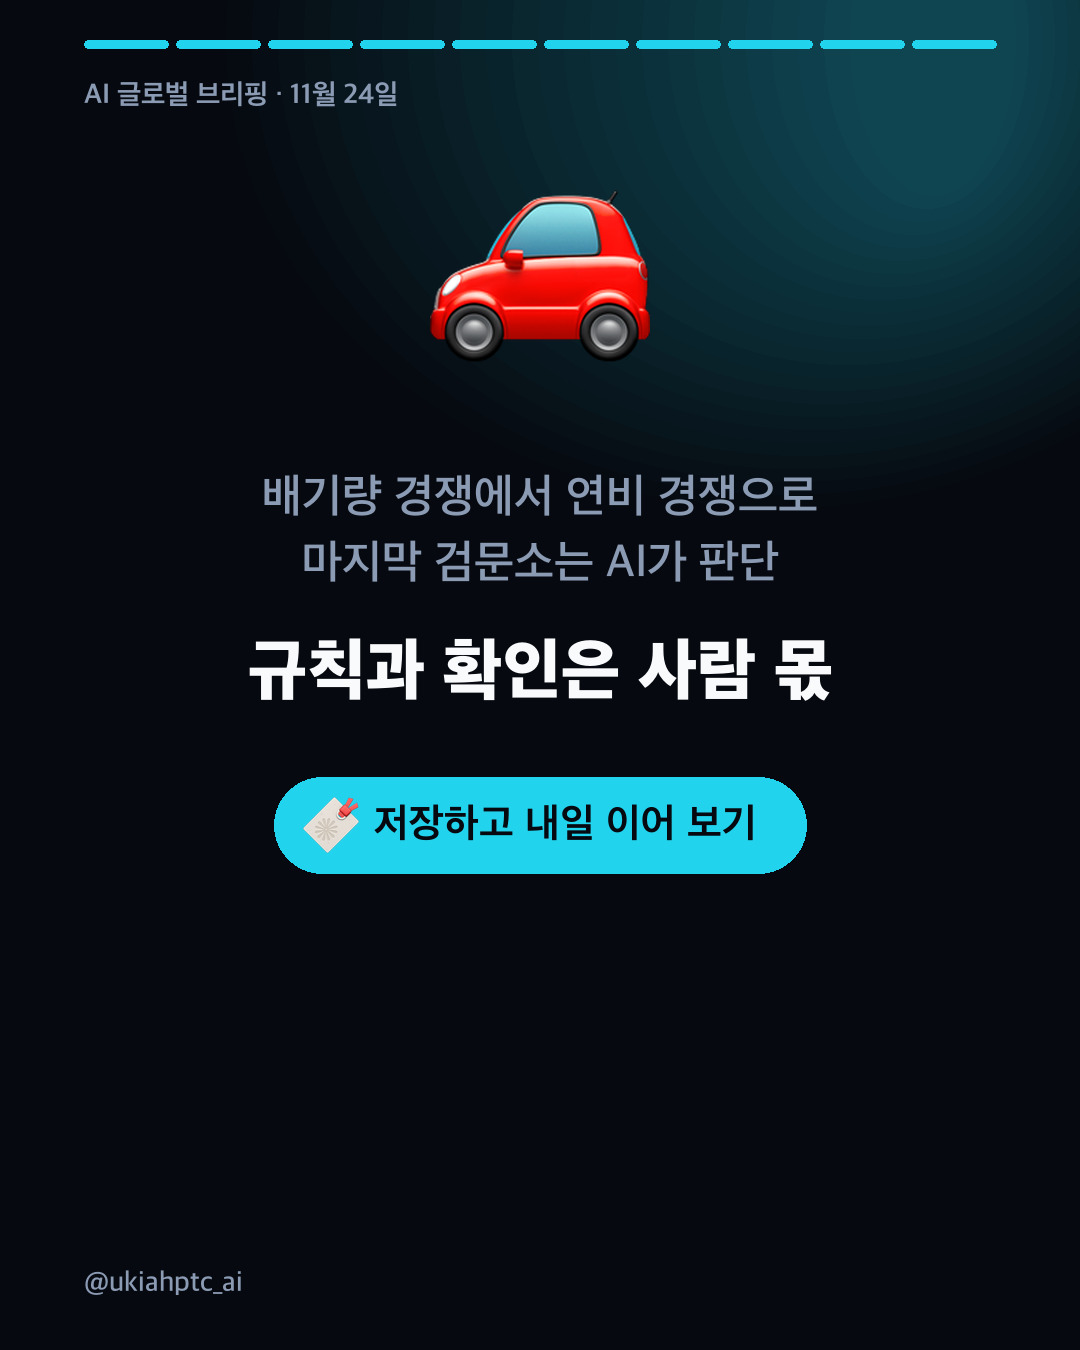 AI 글로벌 브리핑 · 11월 24일
배기량 경쟁에서 연비 경쟁으로
마지막 검문소는 AI가 판단
규칙과 확인은 사람 몫
저장하고 내일 이어 보기
@ukiahptc_ai